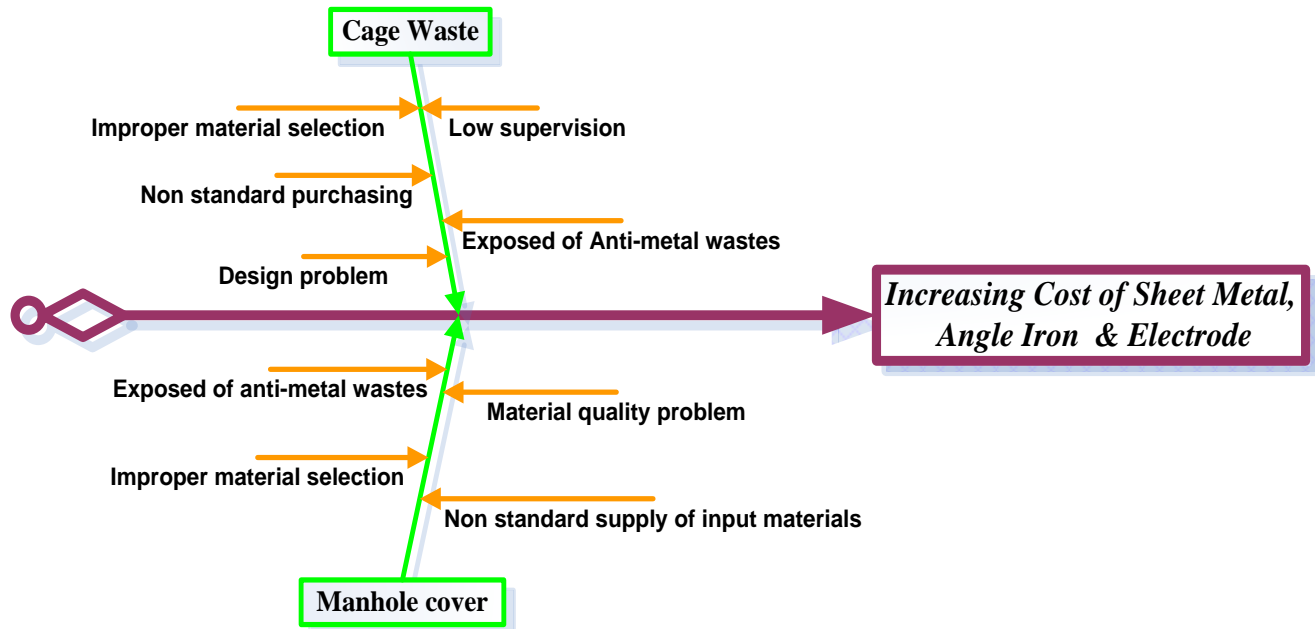 Cage Waste
Improper material selection
Low supervision
Non standard purchasing
Exposed of Anti-metal wastes
Design problem
Increasing Cost of Sheet Metal,
Angle Iron & Electrode
Exposed of anti-metal wastes
Material quality problem
Improper material selection
Non standard supply of input materials
Manhole cover